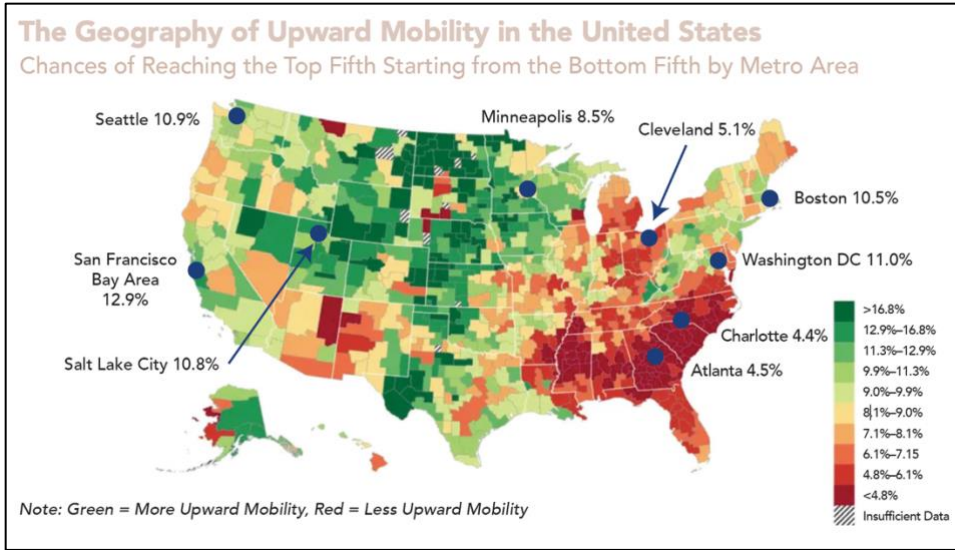 The Geography of Upward Mobility in the United States
Chances of Reaching the Top Fifth Starting from the Bottom Fifth by Metro Area
Seattle 10.9%
Minneapolis 8.5%
Cleveland 5.1%
Boston 10.5%
San Francisco
Bay Area
12.9%
Washington DC 11.0%
Salt Lake City 10.8%
Charlotte 4.4%
Atlanta 4.5%
>16.8%
12.9%–16.8%
11.3%–12.9%
9.9%–11.3%
9.0%–9.9%
8.1%–9.0%
7.1%–8.1%
6.1%–7.15
4.8%–6.1%
<4.8%
Insufficient Data
Note: Green = More Upward Mobility, Red = Less Upward Mobility